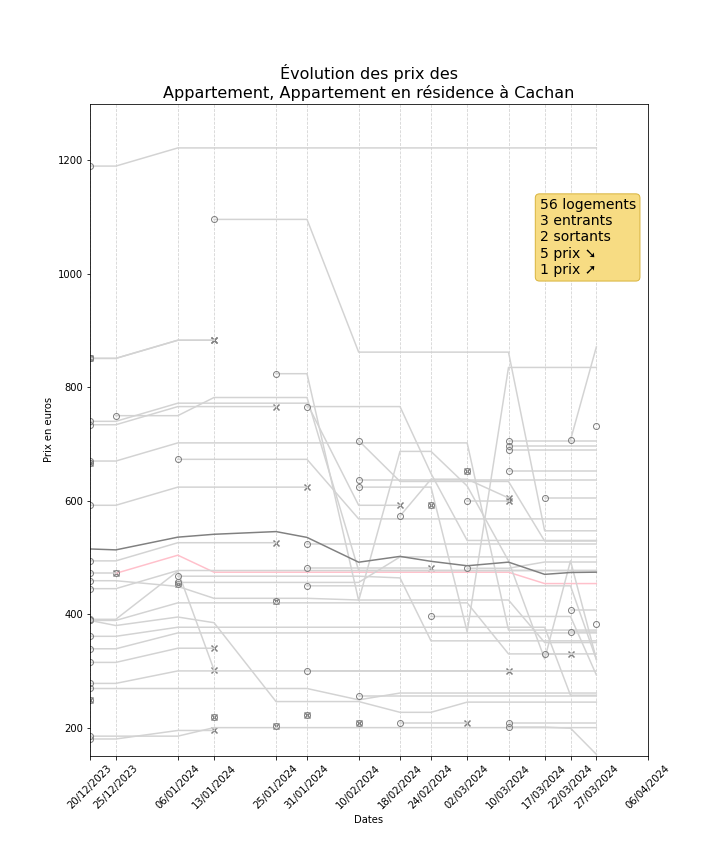 Évolution des prix des
Appartement, Appartement en résidence à Cachan
1200
1000
800
600
400
200
Prix en euros
56 logements
3 entrants
2 sortants
5 prix ➘
1 prix ➚
20/12/2023
25/12/2023
06/01/2024
13/01/2024
25/01/2024
31/01/2024
10/02/2024
18/02/2024
24/02/2024
02/03/2024
10/03/2024
17/03/2024
22/03/2024
27/03/2024
06/04/2024
Dates